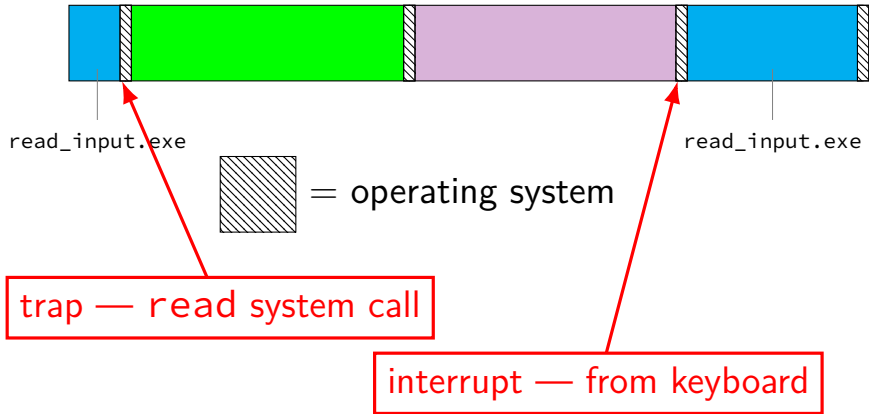 read_input.exe
read_input.exe
= operating system
trap — read system call
interrupt — from keyboard